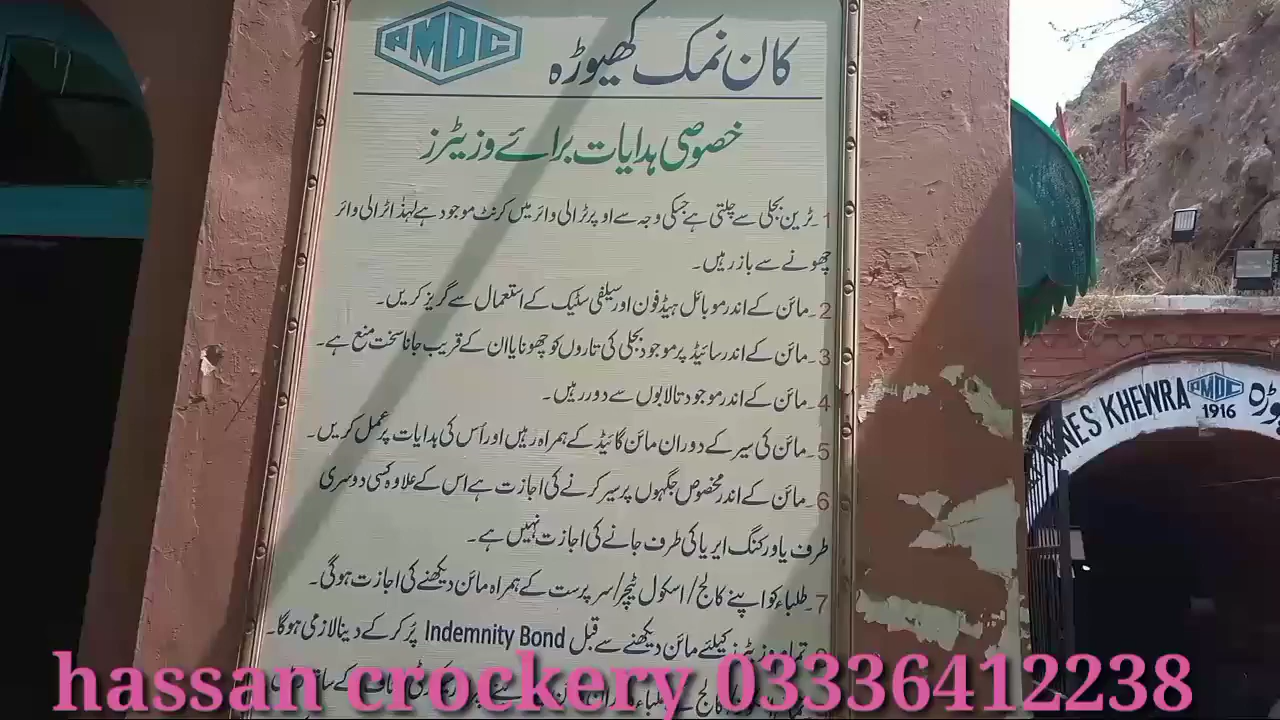 PMDC
کان نمک کھیوڑہ
خصوصی ہدایات برائے وزیٹرز
1۔ٹرین بجلی سے چلتی ہے جسکی وجہ سے اوپر ٹرالی وائر میں کرنٹ موجود ہے لہٰذا ٹرالی وائر
چھونے سے باز رہیں۔
2۔مائن کے اندر موبائل ہیڈ فون اور سیلفی سٹیک کے استعمال سے گریز کریں۔
3۔مائن کے اندر سائیڈ پر موجود بجلی کی تاروں کو چھونا یا ان کے قریب جانا سخت منع ہے۔
4۔مائن کے اندر موجود تالابوں سے دور رہیں۔
5۔مائن کی سیر کے دوران مائن گائیڈ کے ہمراہ رہیں اور اُس کی ہدایات پر عمل کریں۔
6۔مائن کے اندر مخصوص جگہوں پر سیر کرنے کی اجازت ہے اس کے علاوہ کسی دوسری
طرف یا ورکنگ ایریا کی طرف جانے کی اجازت نہیں ہے۔
7۔طلباء کو اپنے کالج/اسکول ٹیچر/سرپرست کے ہمراہ مائن دیکھنے کی اجازت ہوگی۔
تمام وزیٹرز کیلئے مائن دیکھنے سے قبل Indemnity Bond پُر کر کے دینا لازمی ہوگا۔
hassan crockery 03336412238
MINES KHEWRA PMDC
1916